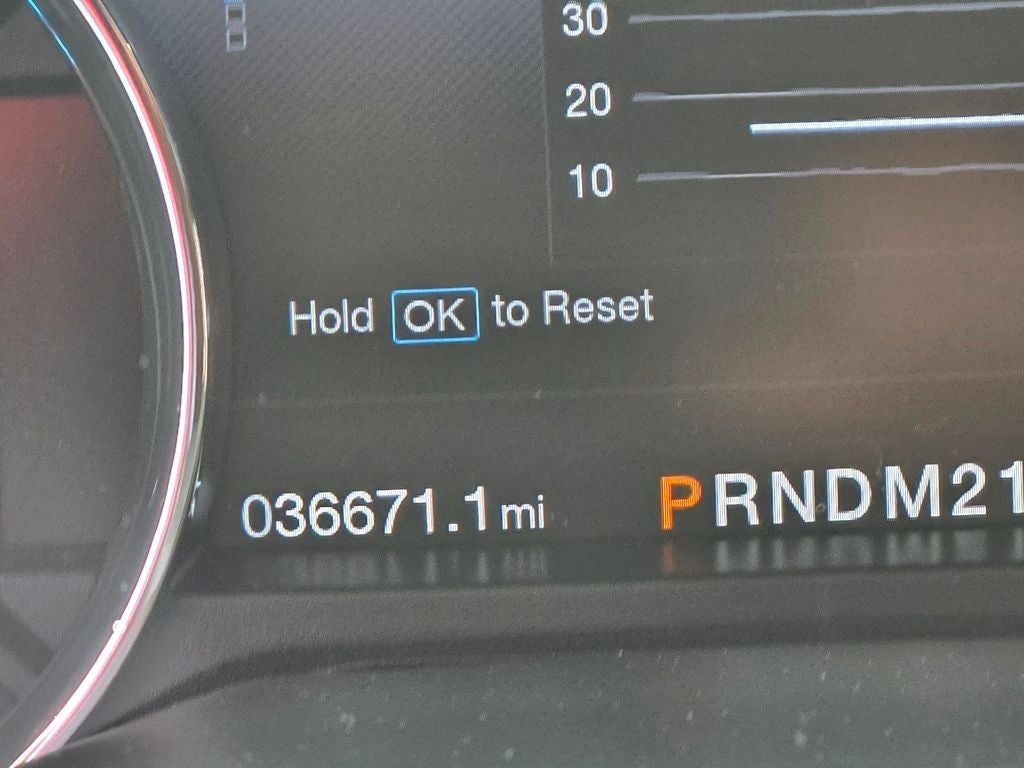 30
20
10
Hold OK to Reset
036671.1 mi
PRNDM21